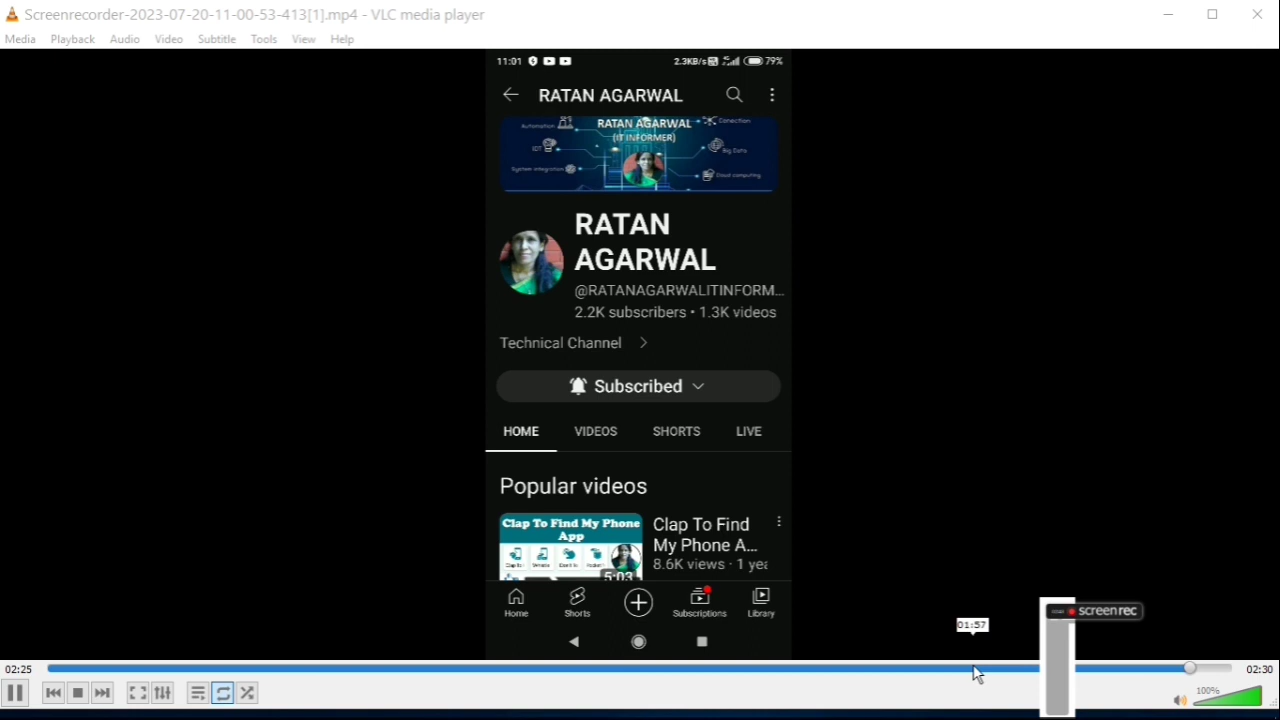 Screenrecorder-2023-07-20-11-00-53-413[1].mp4 - VLC media player
Media Playback Audio Video Subtitle Tools View Help
11:01 2.3KB/s 79%
RATAN AGARWAL
Automation RATAN AGARWAL Conection
(IT INFORMER)
IOT Big Data
System integration Cloud computing
RATAN
AGARWAL
@RATANAGARWALITINFORM...
2.2K subscribers • 1.3K videos
Technical Channel
Subscribed
HOME VIDEOS SHORTS LIVE
Popular videos
Clap To Find My Phone
App
5:03
Clap To Find
My Phone A...
8.6K views · 1 yea
Home Shorts Subscriptions Library
01:57
screenrec
02:25 02:30
100%